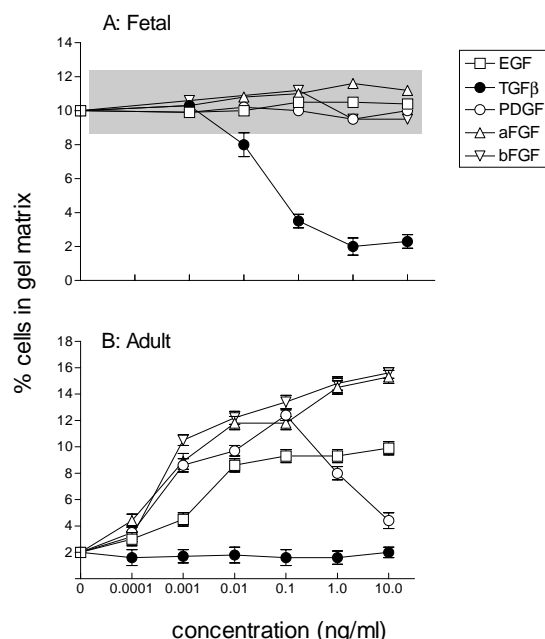 A: Fetal
14
12
10
8
6
4
2
0
EGF
TGFβ
PDGF
aFGF
bFGF
% cells in gel matrix
B: Adult
18
16
14
12
10
8
6
4
2
0
0 0.0001 0.001 0.01 0.1 1.0 10.0
concentration (ng/ml)